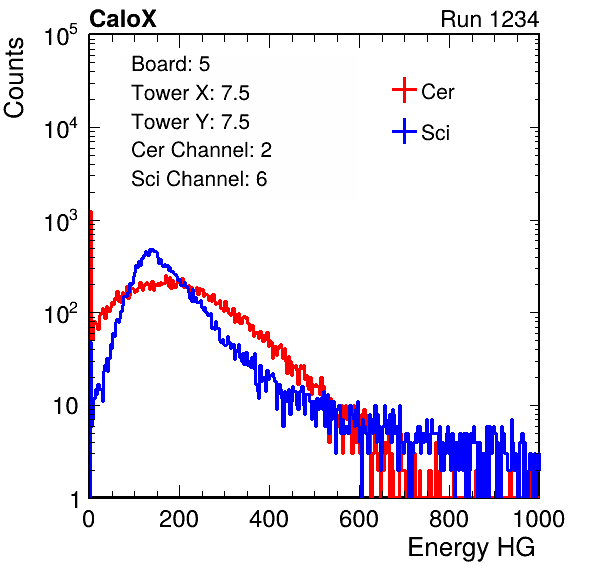 CaloX Run 1234
Counts
Board: 5
Tower X: 7.5
Tower Y: 7.5
Cer Channel: 2
Sci Channel: 6
Cer
Sci
10^5
10^4
10^3
10^2
10
1
0 200 400 600 800 1000
Energy HG